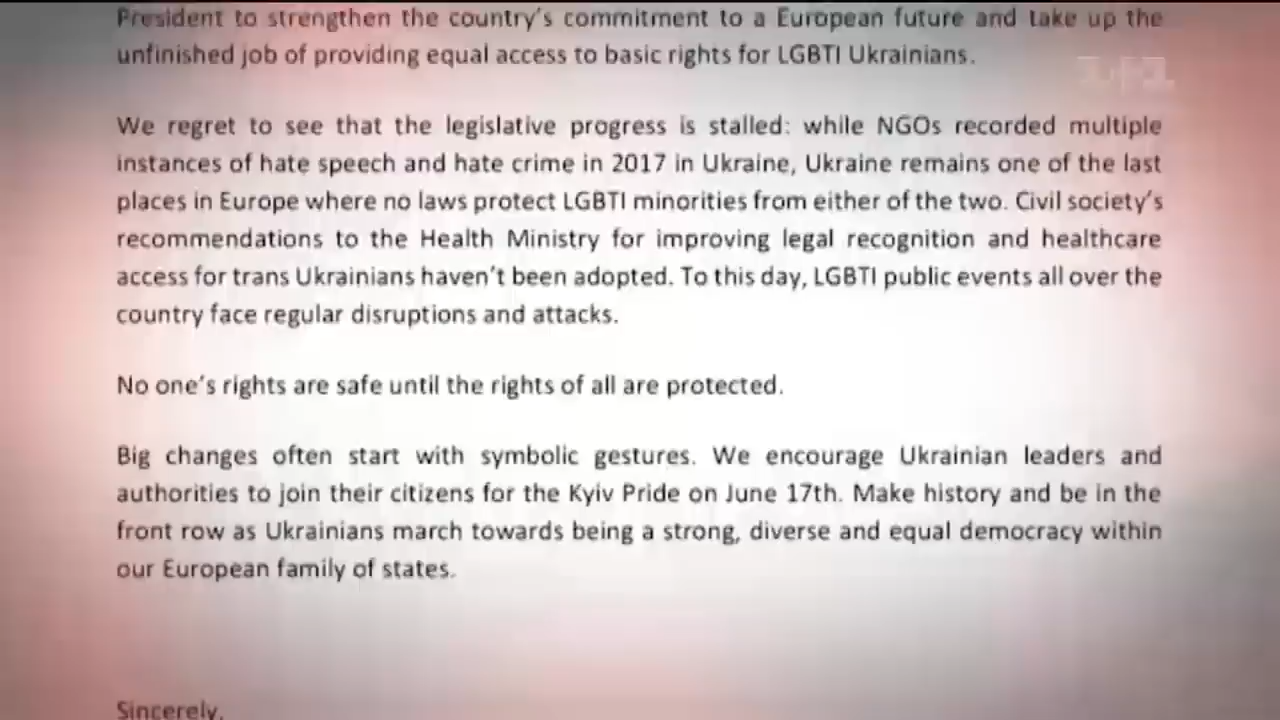 President to strengthen the country's commitment to a European future and take up the
unfinished job of providing equal access to basic rights for LGBTI Ukrainians.
1+1
We regret to see that the legislative progress is stalled: while NGOs recorded multiple
instances of hate speech and hate crime in 2017 in Ukraine, Ukraine remains one of the last
places in Europe where no laws protect LGBTI minorities from either of the two. Civil society's
recommendations to the Health Ministry for improving legal recognition and healthcare
access for trans Ukrainians haven't been adopted. To this day, LGBTI public events all over the
country face regular disruptions and attacks.
No one's rights are safe until the rights of all are protected.
Big changes often start with symbolic gestures. We encourage Ukrainian leaders and
authorities to join their citizens for the Kyiv Pride on June 17th. Make history and be in the
front row as Ukrainians march towards being a strong, diverse and equal democracy within
our European family of states.
Sincerely,